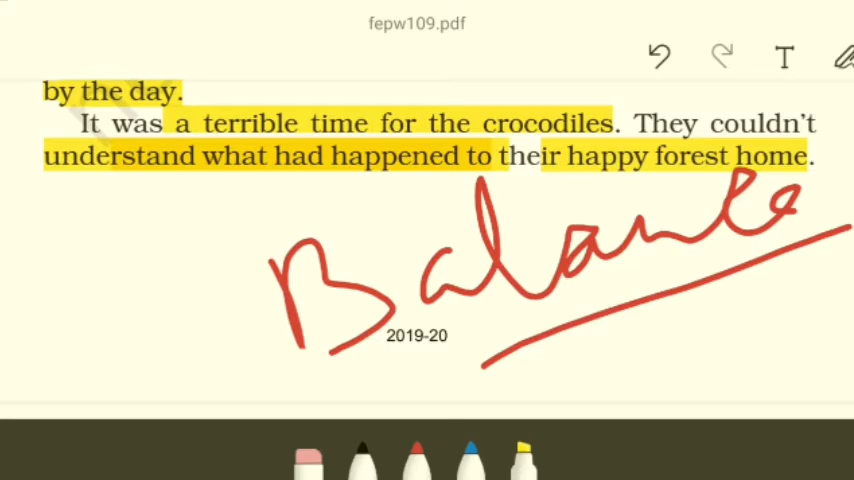 fepw109.pdf
T
by the day.
It was a terrible time for the crocodiles. They couldn't
understand what had happened to their happy forest home.
Balance
2019-20